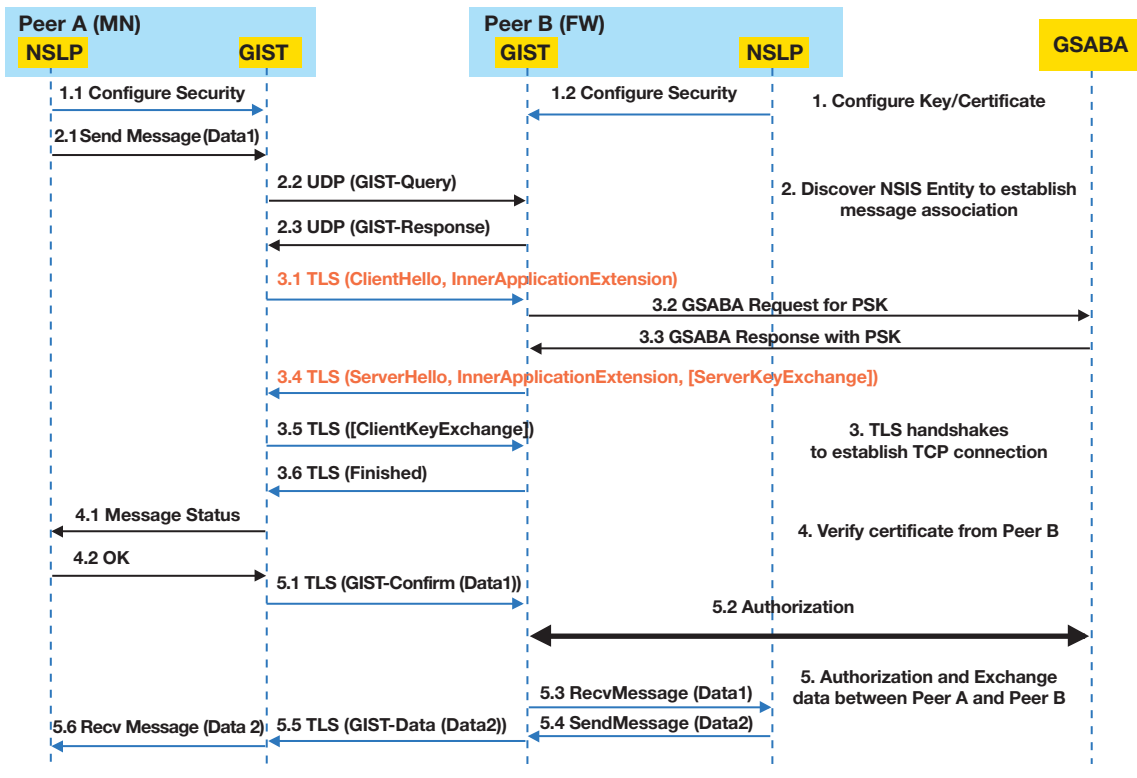 Peer A (MN)
Peer B (FW)
NSLP
GIST
GIST
NSLP
GSABA
1.1 Configure Security
1.2 Configure Security
1. Configure Key/Certificate
2.1 Send Message (Data1)
2.2 UDP (GIST-Query)
2. Discover NSIS Entity to establish
message association
2.3 UDP (GIST-Response)
3.1 TLS (ClientHello, InnerApplicationExtension)
3.2 GSABA Request for PSK
3.3 GSABA Response with PSK
3.4 TLS (ServerHello, InnerApplicationExtension, [ServerKeyExchange])
3.5 TLS ([ClientKeyExchange])
3. TLS handshakes
to establish TCP connection
3.6 TLS (Finished)
4.1 Message Status
4. Verify certificate from Peer B
4.2 OK
5.1 TLS (GIST-Confirm (Data1))
5.2 Authorization
5. Authorization and Exchange
data between Peer A and Peer B
5.3 RecvMessage (Data1)
5.6 Recv Message (Data 2)
5.5 TLS (GIST-Data (Data2))
5.4 SendMessage (Data2)